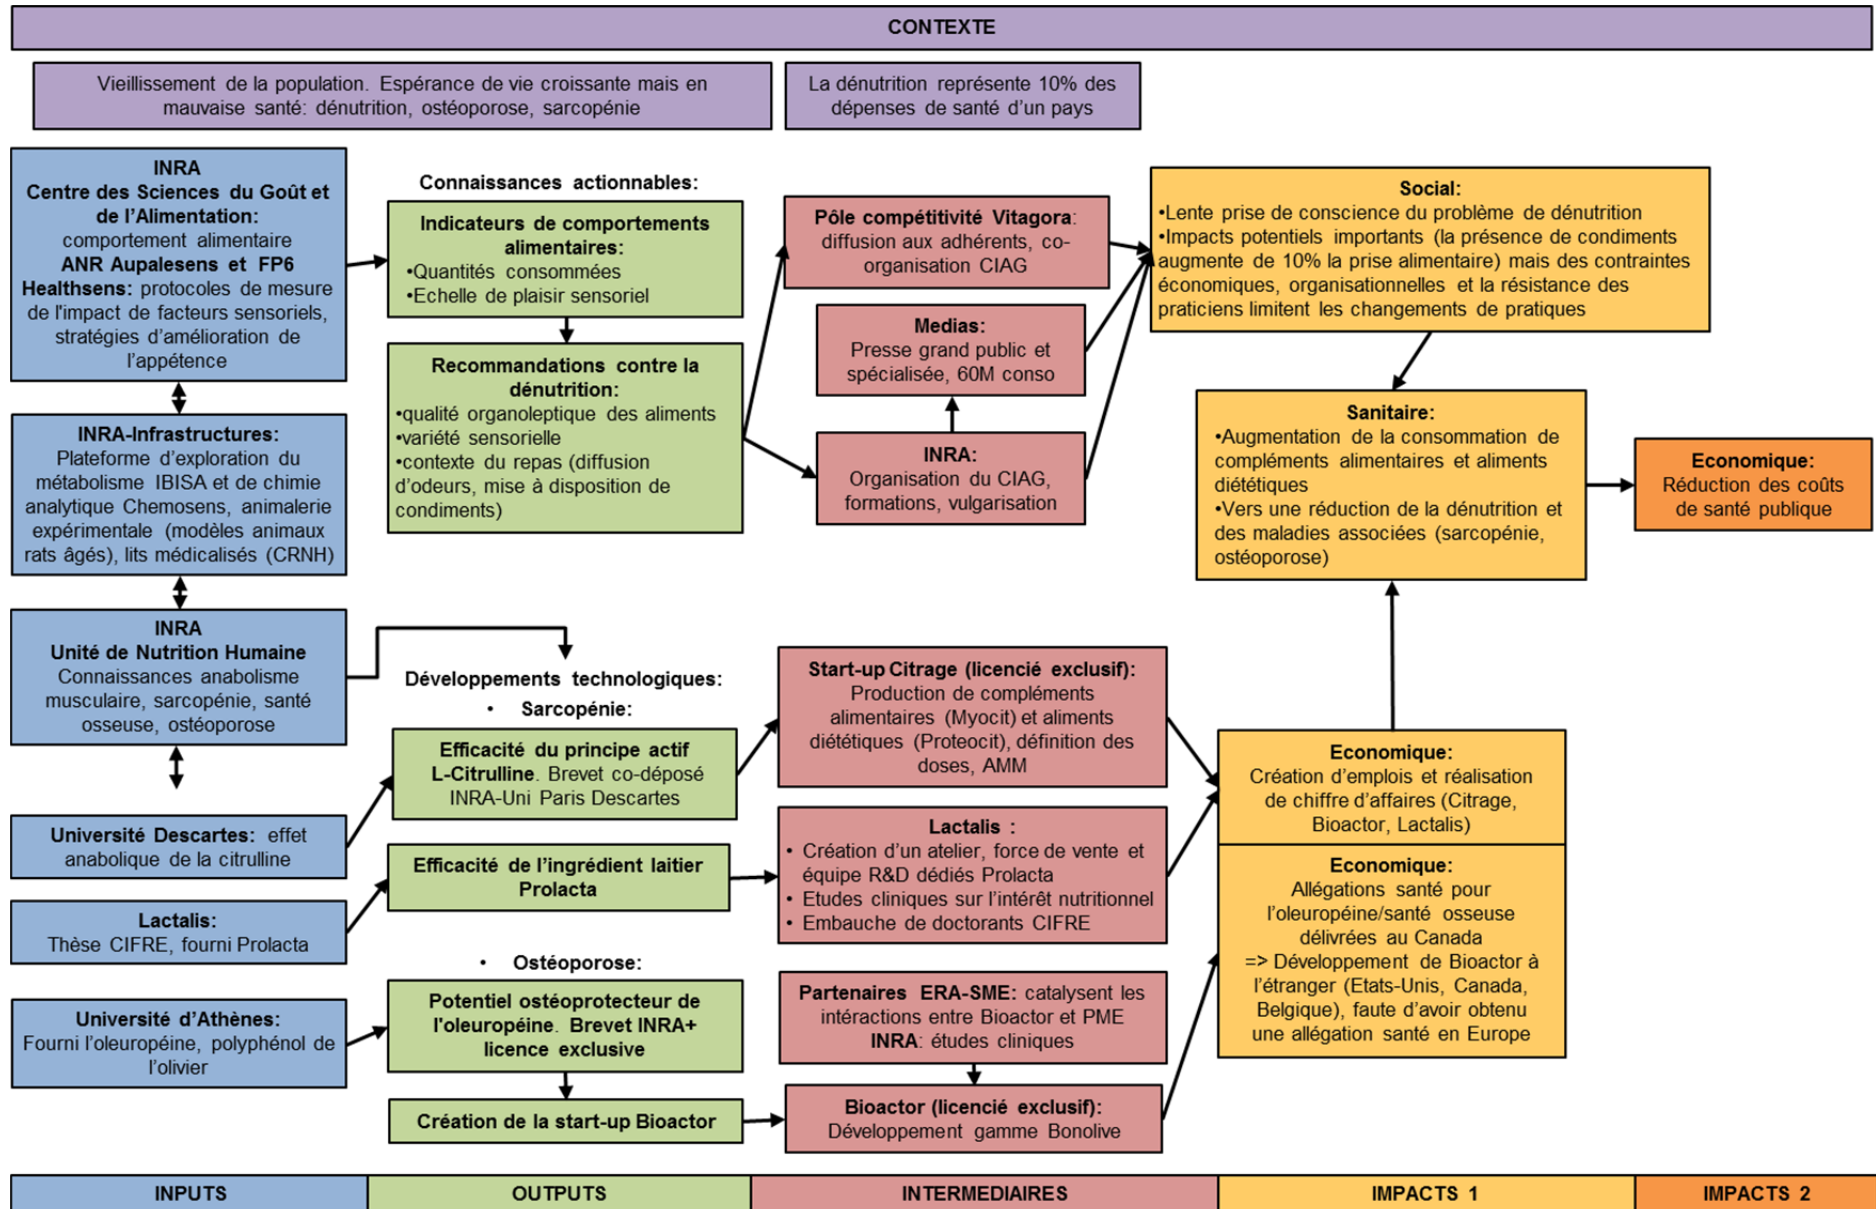 CONTEXTE
Vieillissement de la population. Espérance de vie croissante mais en
mauvaise santé: dénutrition, ostéoporose, sarcopénie
La dénutrition représente 10% des
dépenses de santé d'un pays
INRA
Centre des Sciences du Goût et
de l'Alimentation:
comportement alimentaire
ANR Aupalesens et FP6
Healthsens: protocoles de mesure
de l'impact de facteurs sensoriels,
stratégies d'amélioration de
l'appétence
INRA-Infrastructures:
Plateforme d'exploration du
métabolisme IBISA et de chimie
analytique Chemosens, animalerie
expérimentale (modèles animaux
rats âgés), lits médicalisés (CRNH)
INRA
Unité de Nutrition Humaine
Connaissances anabolisme
musculaire, sarcopénie, santé
osseuse, ostéoporose
Université Descartes: effet
anabolique de la citrulline
Lactalis:
Thèse CIFRE, fourni Prolacta
Université d'Athènes:
Fourni l'oleuropéine, polyphénol de
l'olivier
Connaissances actionnables:
Indicateurs de comportements
alimentaires:
•Quantités consommées
•Echelle de plaisir sensoriel
Recommandations contre la
dénutrition:
•qualité organoleptique des aliments
•variété sensorielle
•contexte du repas (diffusion
d'odeurs, mise à disposition de
condiments)
Développements technologiques:
• Sarcopénie:
Efficacité du principe actif
L-Citrulline. Brevet co-déposé
INRA-Uni Paris Descartes
Efficacité de l'ingrédient laitier
Prolacta
• Ostéoporose:
Potentiel ostéoprotecteur de
l'oleuropéine. Brevet INRA+
licence exclusive
Création de la start-up Bioactor
Pôle compétitivité Vitagora:
diffusion aux adhérents, co-
organisation CIAG
Medias:
Presse grand public et
spécialisée, 60M conso
INRA:
Organisation du CIAG,
formations, vulgarisation
Start-up Citrage (licencié exclusif):
Production de compléments
alimentaires (Myocit) et aliments
diététiques (Proteocit), définition des
doses, AMM
Lactalis :
• Création d'un atelier, force de vente et
équipe R&D dédiés Prolacta
• Etudes cliniques sur l'intérêt nutritionnel
• Embauche de doctorants CIFRE
Partenaires ERA-SME: catalysent les
intéractions entre Bioactor et PME
INRA: études cliniques
Bioactor (licencié exclusif):
Développement gamme Bonolive
Social:
•Lente prise de conscience du problème de dénutrition
•Impacts potentiels importants (la présence de condiments
augmente de 10% la prise alimentaire) mais des contraintes
économiques, organisationnelles et la résistance des
praticiens limitent les changements de pratiques
Sanitaire:
•Augmentation de la consommation de
compléments alimentaires et aliments
diététiques
•Vers une réduction de la dénutrition et
des maladies associées (sarcopénie,
ostéoporose)
Economique:
Réduction des coûts
de santé publique
Economique:
Création d'emplois et réalisation
de chiffre d'affaires (Citrage,
Bioactor, Lactalis)
Economique:
Allégations santé pour
l'oleuropéine/santé osseuse
délivrées au Canada
=> Développement de Bioactor à
l'étranger (Etats-Unis, Canada,
Belgique), faute d'avoir obtenu
une allégation santé en Europe
INPUTS
OUTPUTS
INTERMEDIAIRES
IMPACTS 1
IMPACTS 2